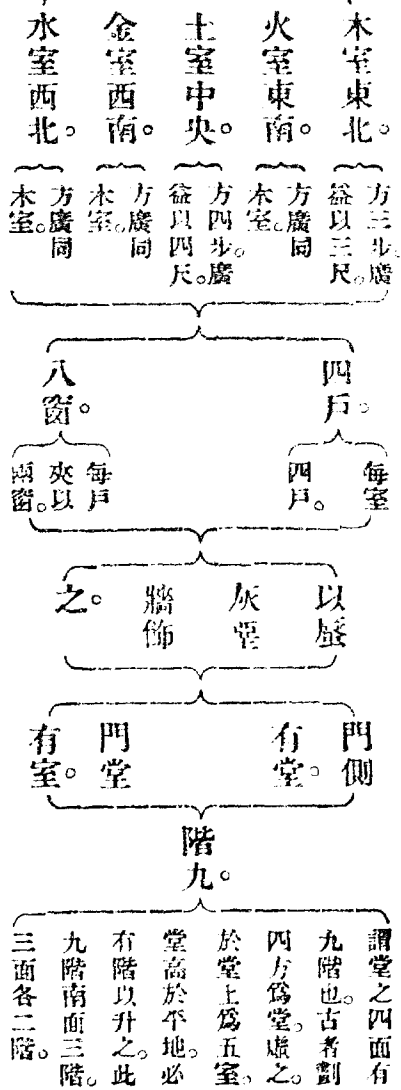 木室東北。
火室東南。
土室中央。
金室西南。
水室西北。
方三步。廣
益以三尺。
方廣同
木室。
方四步。廣
益以四尺。
方廣同
木室。
方廣同
木室。
四戶。
八窗。
每室
四戶。
每戶
夾以
兩窗。
以蜃
灰堊
牆飾
之。
門側
有堂。
門堂
有室。
階九。
謂堂之四面有
九階也。古者劃
四方爲堂。虛之。
於堂上爲五室。
堂高於平地。必
有階以升之。此
九階南面三階。
三面各二階。